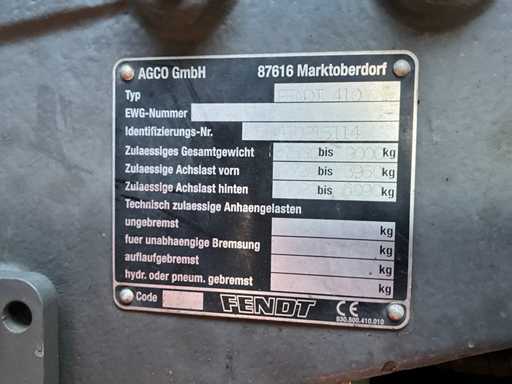 AGCO GmbH 87616 Marktoberdorf
Typ 410
EWG-Nummer
Identifizierungs-Nr.
Zulaessiges Gesamtgewicht bis kg
Zulaessige Achslast vorn bis kg
Zulaessige Achslast hinten bis kg
Technisch zulaessige Anhaengelasten
ungebremst kg
fuer unabhaengige Bremsung kg
auflaufgebremst kg
hydr. oder pneum. gebremst kg
Code FENDT CE
930.500.410.010